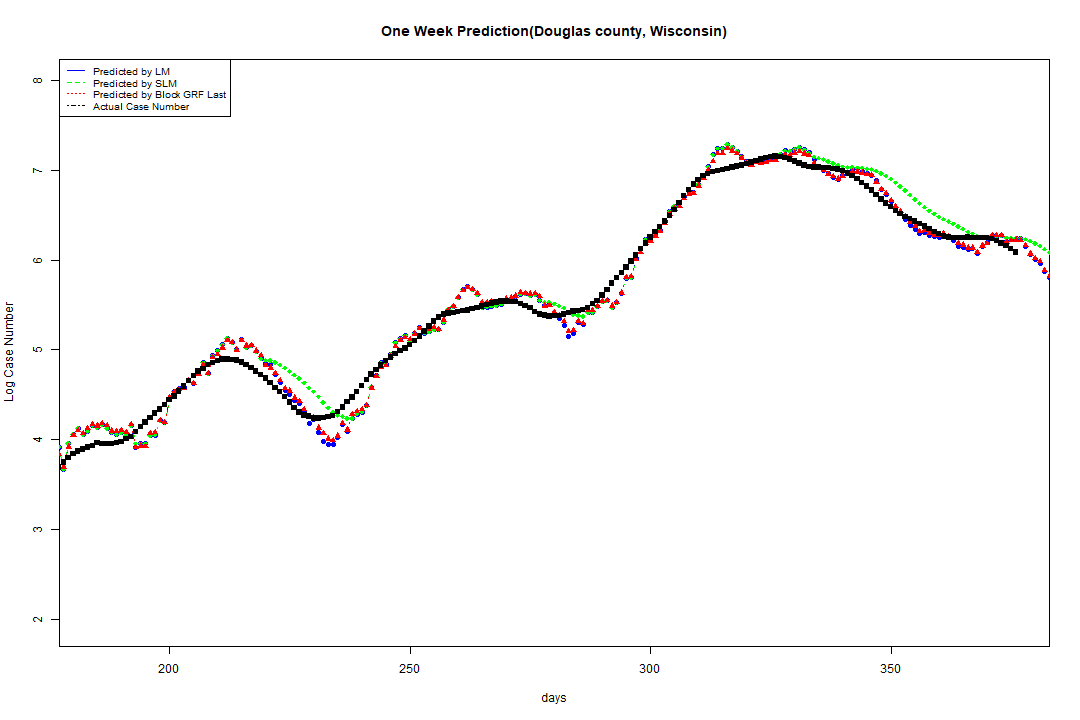 One Week Prediction(Douglas county, Wisconsin)
Predicted by LM
Predicted by SLM
Predicted by Block GRF Last
Actual Case Number
8
7
6
5
4
3
2
Log Case Number
200
250
300
350
days